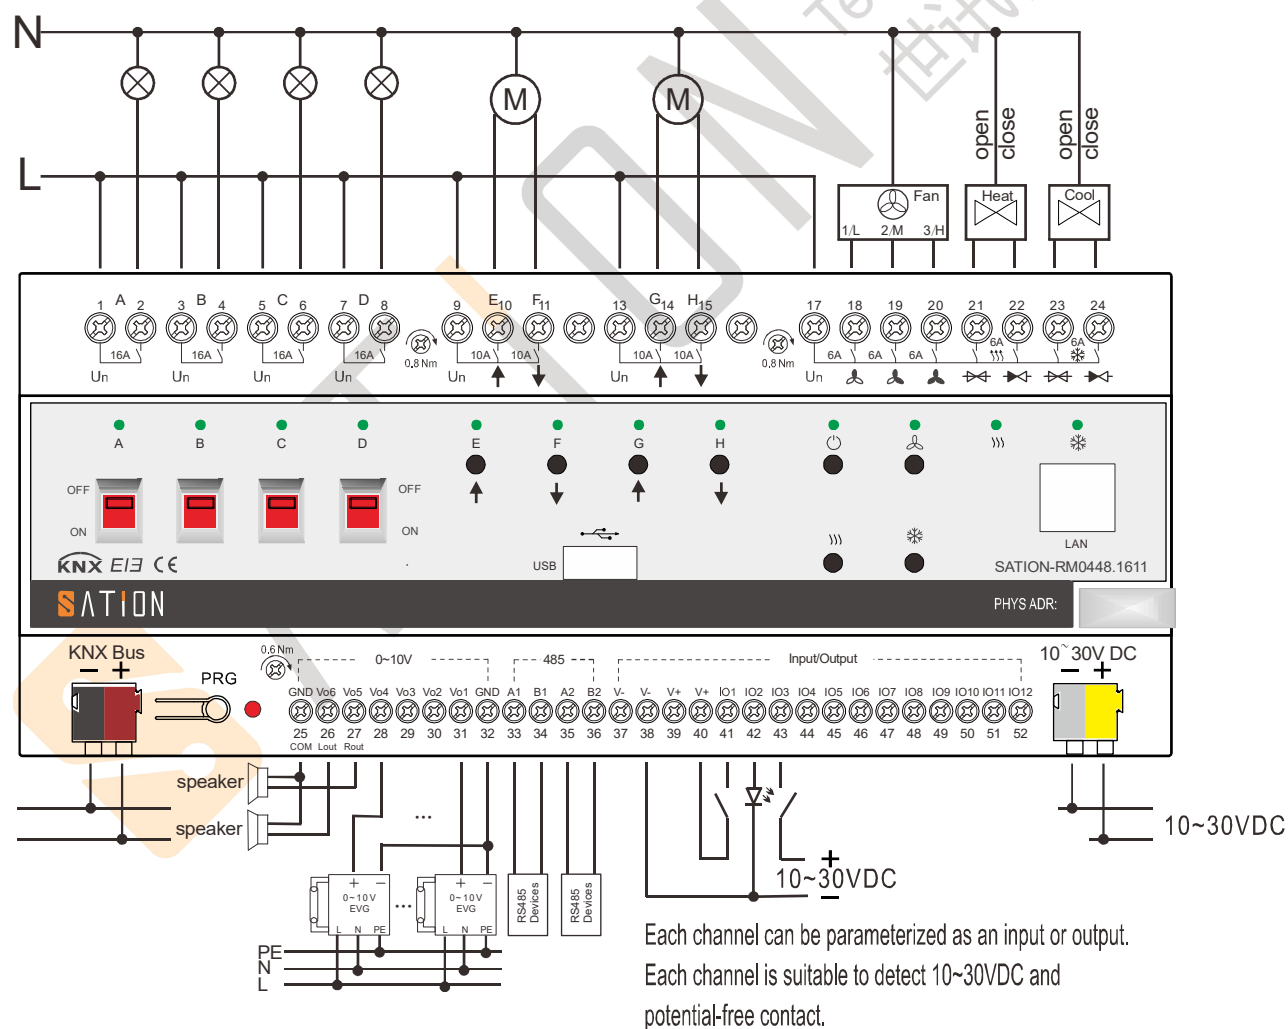 N
Te
世讯
M M
open close open close
L
Fan Heat Cool
1/L 2/M 3/H
1 A 2 3 B 4 5 C 6 7 D 8 9 E 10 F 11 13 G 14 H 15 17 18 19 20 21 22 23 24
16A 16A 16A 16A 0.8 Nm 10A 10A 10A 10A 0.8 Nm 6A 6A 6A 6A 6A
Un Un Un Un Un Un Un
A B C D E F G H
OFF OFF
ON ON
USB
LAN
KNX EIB CE
SATION-RM0448.1611
SATION
PHYS ADR:
KNX Bus
− +
PRG
0.6 Nm
0~10V 485 Input/Output
10~30V DC
− +
GND Vo6 Vo5 Vo4 Vo3 Vo2 Vo1 GND A1 B1 A2 B2 V- V- V+ V+ IO1 IO2 IO3 IO4 IO5 IO6 IO7 IO8 IO9 IO10 IO11 IO12
25 26 27 28 29 30 31 32 33 34 35 36 37 38 39 40 41 42 43 44 45 46 47 48 49 50 51 52
COM Lout Rout
speaker
speaker
...
10~30VDC
+
10~30VDC
−
+ − + −
0~10V EVG ... 0~10V EVG
L N PE L N PE
RS485 Devices RS485 Devices
PE
N
L
Each channel can be parameterized as an input or output.
Each channel is suitable to detect 10~30VDC and
potential-free contact.